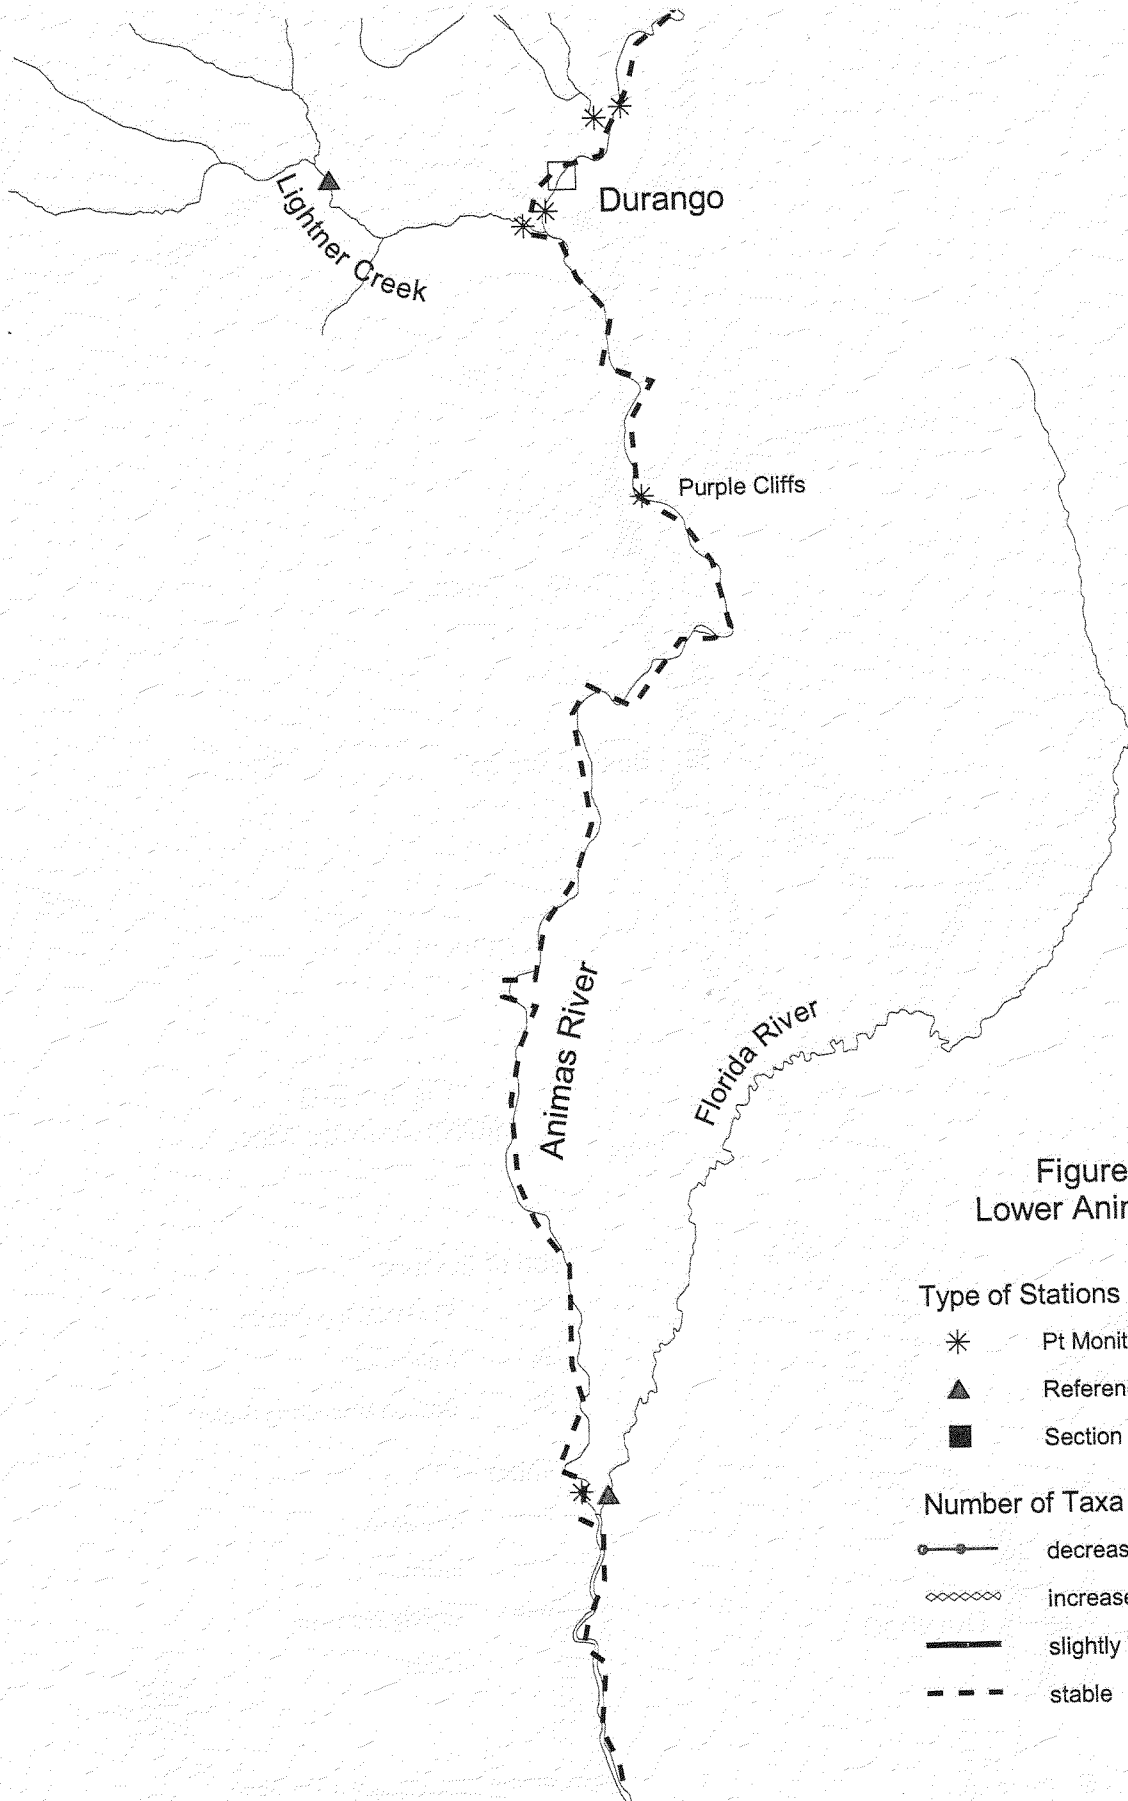 Durango
Lightner Creek
Purple Cliffs
Animas River
Florida River
Figure
Lower Anir
Type of Stations
Pt Monit
Referen
Section
Number of Taxa
decreas
increase
slightly
stable